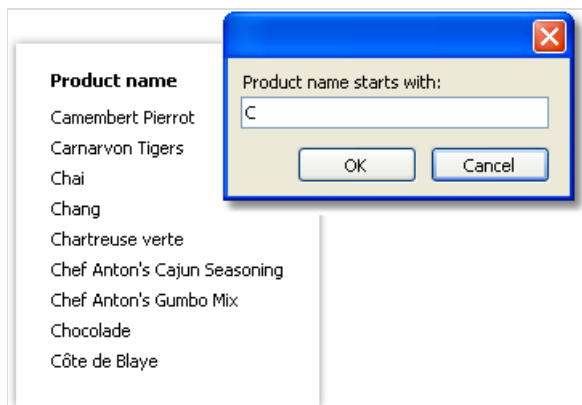 Product name
Camembert Pierrot
Carnarvon Tigers
Chai
Chang
Chartreuse verte
Chef Anton's Cajun Seasoning
Chef Anton's Gumbo Mix
Chocolade
Côte de Blaye
Product name starts with:
C
OK
Cancel